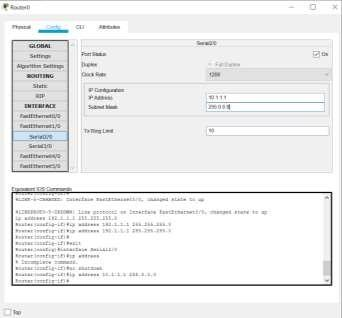 Router0
Physical Config CLI Attributes
GLOBAL
Settings
Algorithm Settings
ROUTING
Static
RIP
INTERFACE
FastEthernet0/0
FastEthernet1/0
Serial2/0
Serial3/0
FastEthernet4/0
FastEthernet5/0
Serial2/0
Port Status On
Duplex Full Duplex
Clock Rate 1200
IP Configuration
IP Address 10.1.1.1
Subnet Mask 255.0.0.0
Tx Ring Limit 10
Equivalent IOS Commands
Router(config-if)#
%LINK-5-CHANGED: Interface FastEthernet0/0, changed state to up
%LINEPROTO-5-UPDOWN: Line protocol on Interface FastEthernet0/0, changed state to up
ip address 192.1.1.1 255.255.255.0
Router(config-if)#ip address 192.1.1.1 255.255.255.0
Router(config-if)#ip address 192.1.1.1 255.255.255.0
Router(config-if)#
Router(config-if)#exit
Router(config)#interface Serial2/0
Router(config-if)#ip address
% Incomplete command.
Router(config-if)#no shutdown
Router(config-if)#ip address 10.1.1.1 255.0.0.0
Router(config-if)#
Top